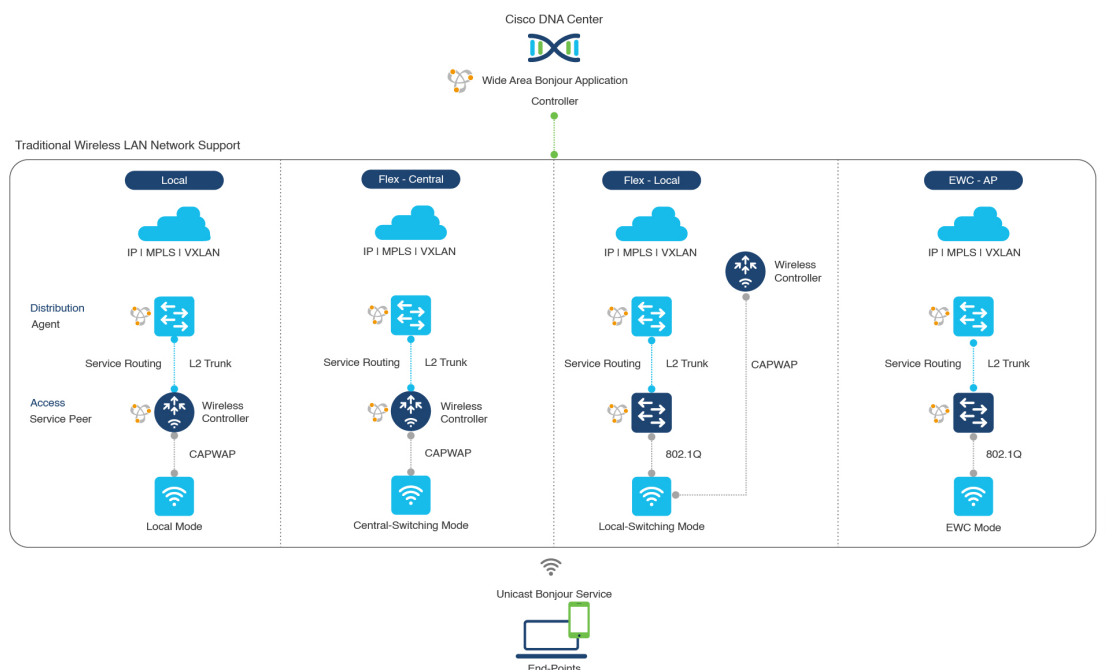 Cisco DNA Center
Wide Area Bonjour Application
Controller
Traditional Wireless LAN Network Support
Local
Flex - Central
Flex - Local
EWC - AP
IP I MPLS I VXLAN
IP I MPLS I VXLAN
IP I MPLS I VXLAN
IP I MPLS I VXLAN
Wireless
Controller
Distribution
Agent
Service Routing
L2 Trunk
Service Routing
L2 Trunk
Service Routing
L2 Trunk
CAPWAP
Service Routing
L2 Trunk
Access
Service Peer
Wireless
Controller
Wireless
Controller
CAPWAP
CAPWAP
802.1Q
802.1Q
Local Mode
Central-Switching Mode
Local-Switching Mode
EWC Mode
Unicast Bonjour Service
End-Points